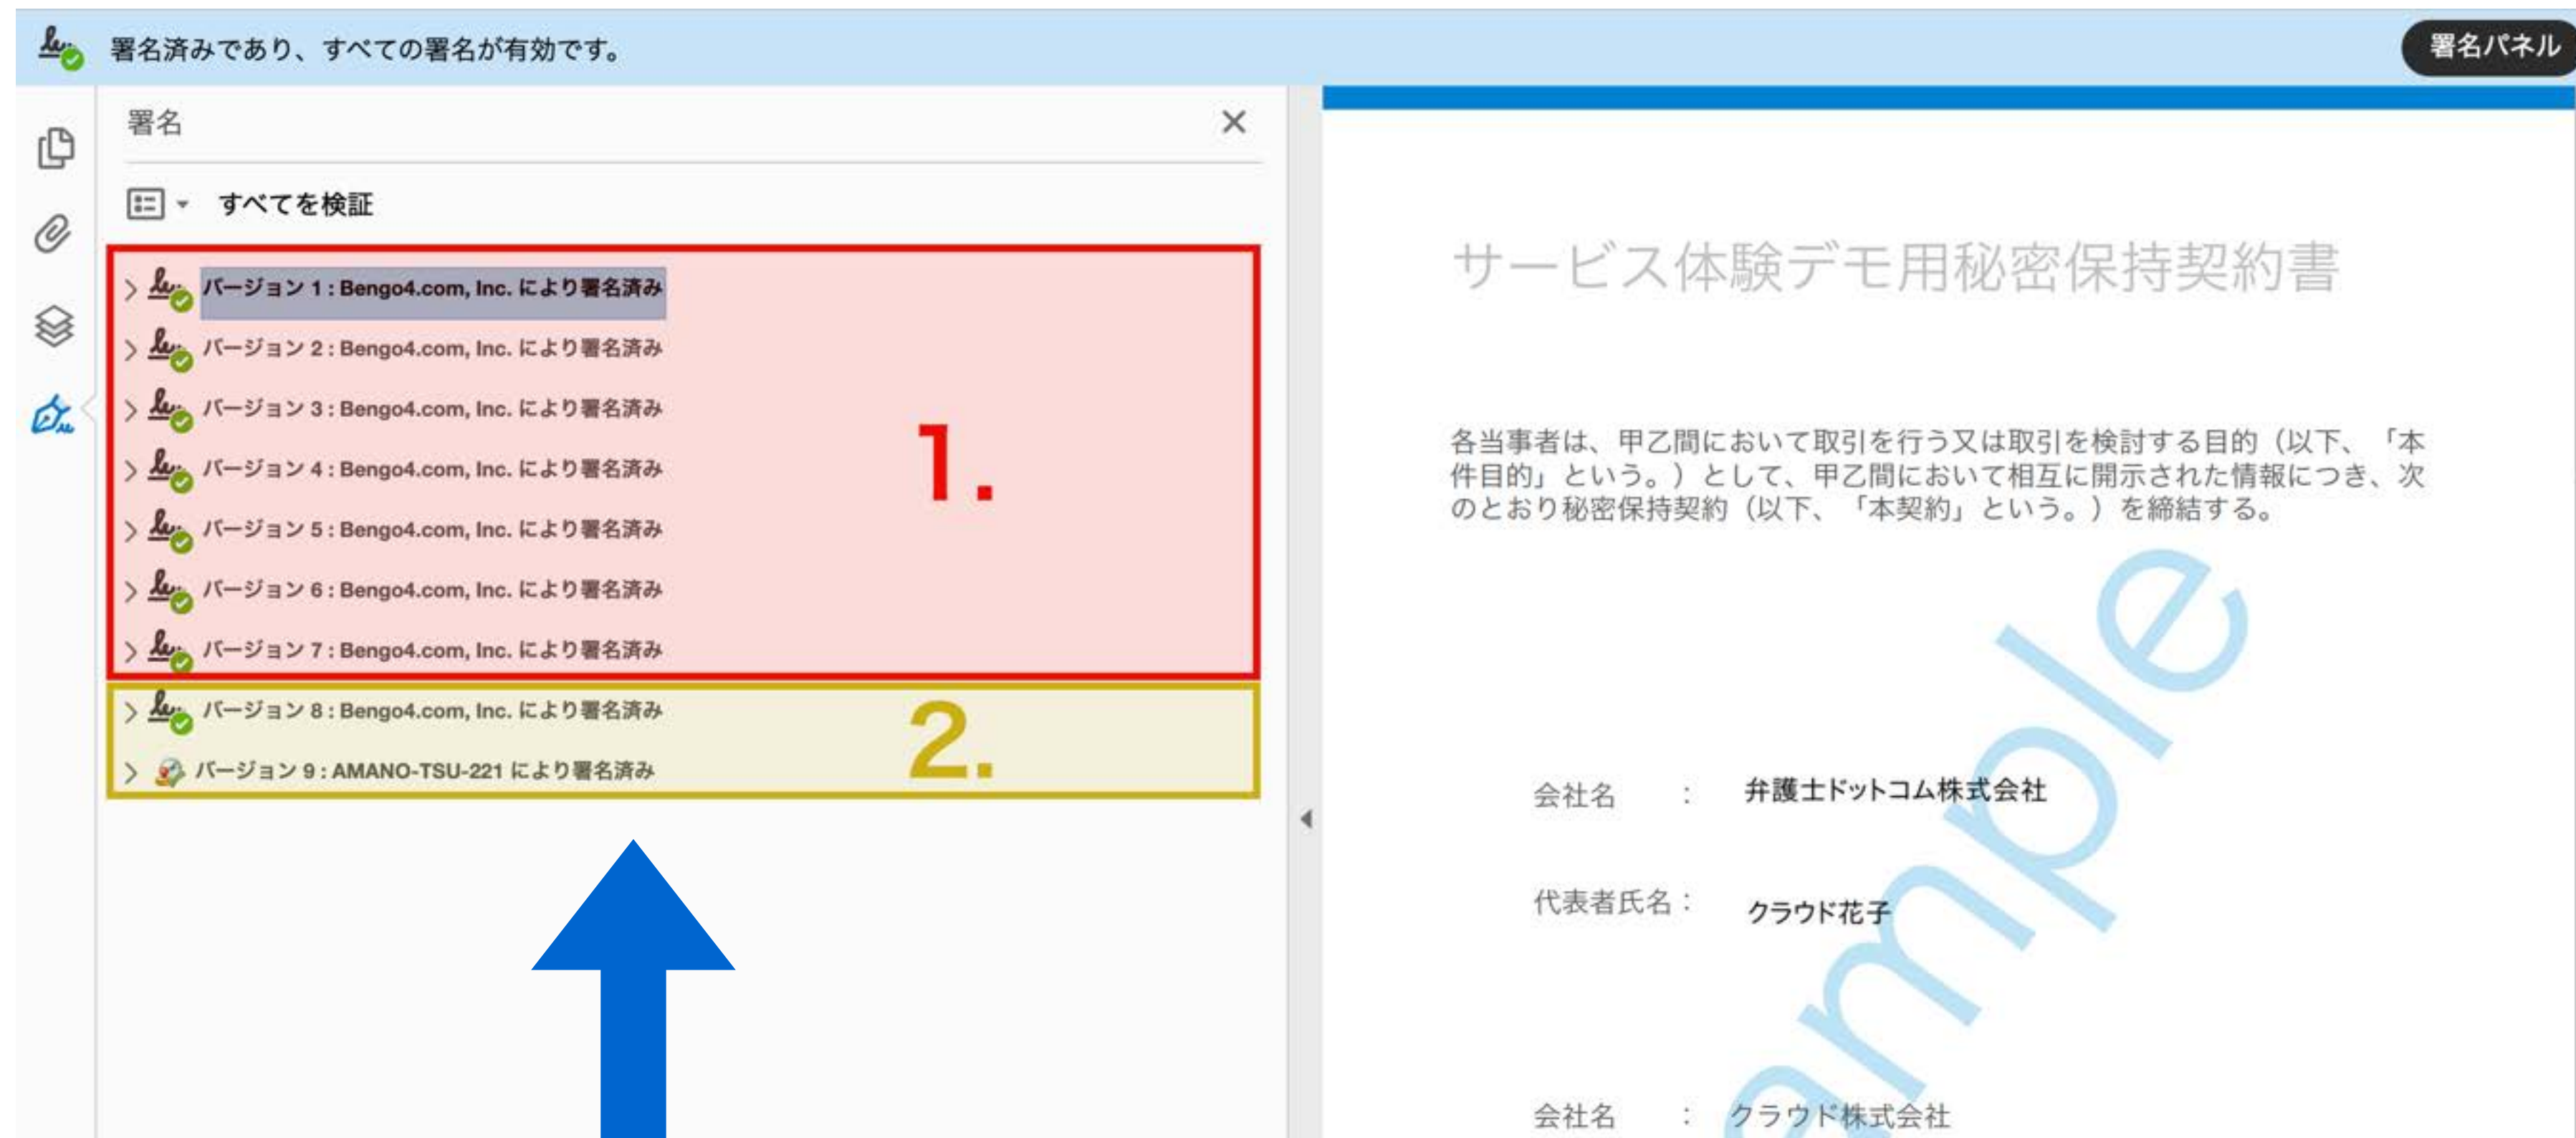 署名済みであり、すべての署名が有効です。
署名パネル
署名
すべてを検証
バージョン 1 : Bengo4.com, Inc. により署名済み
バージョン 2 : Bengo4.com, Inc. により署名済み
バージョン 3 : Bengo4.com, Inc. により署名済み
バージョン 4 : Bengo4.com, Inc. により署名済み
バージョン 5 : Bengo4.com, Inc. により署名済み
バージョン 6 : Bengo4.com, Inc. により署名済み
バージョン 7 : Bengo4.com, Inc. により署名済み
1.
バージョン 8 : Bengo4.com, Inc. により署名済み
バージョン 9 : AMANO-TSU-221 により署名済み
2.
サービス体験デモ用秘密保持契約書
各当事者は、甲乙間において取引を行う又は取引を検討する目的（以下、「本
件目的」という。）として、甲乙間において相互に開示された情報につき、次
のとおり秘密保持契約（以下、「本契約」という。）を締結する。
会社名 : 弁護士ドットコム株式会社
代表者氏名 : クラウド花子
会社名 : クラウド株式会社
ample